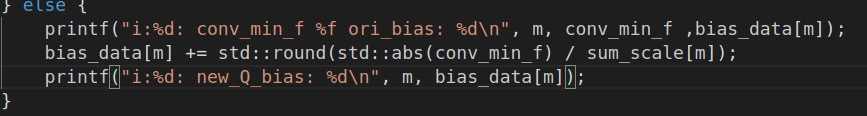 } else {
printf("i:%d: conv_min_f %f ori_bias: %d\n", m, conv_min_f ,bias_data[m]);
bias_data[m] += std::round(std::abs(conv_min_f) / sum_scale[m]);
printf("i:%d: new_Q_bias: %d\n", m, bias_data[m]);
}